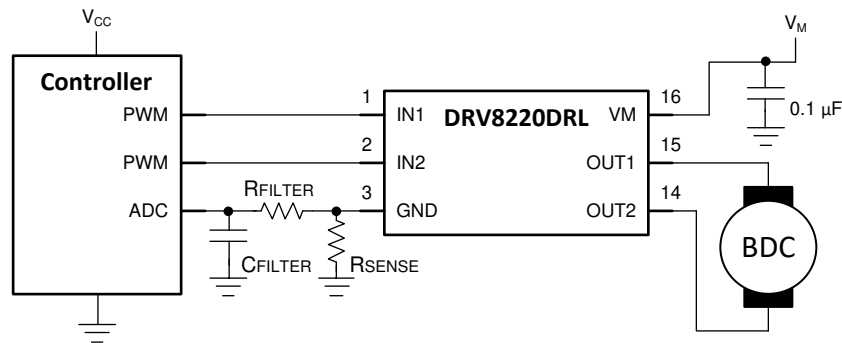 VCC
Controller
PWM
PWM
ADC
RFILTER
CFILTER
RSENSE
1
2
3
IN1
IN2
GND
DRV8220DRL
VM
OUT1
OUT2
16
15
14
VM
0.1 µF
BDC